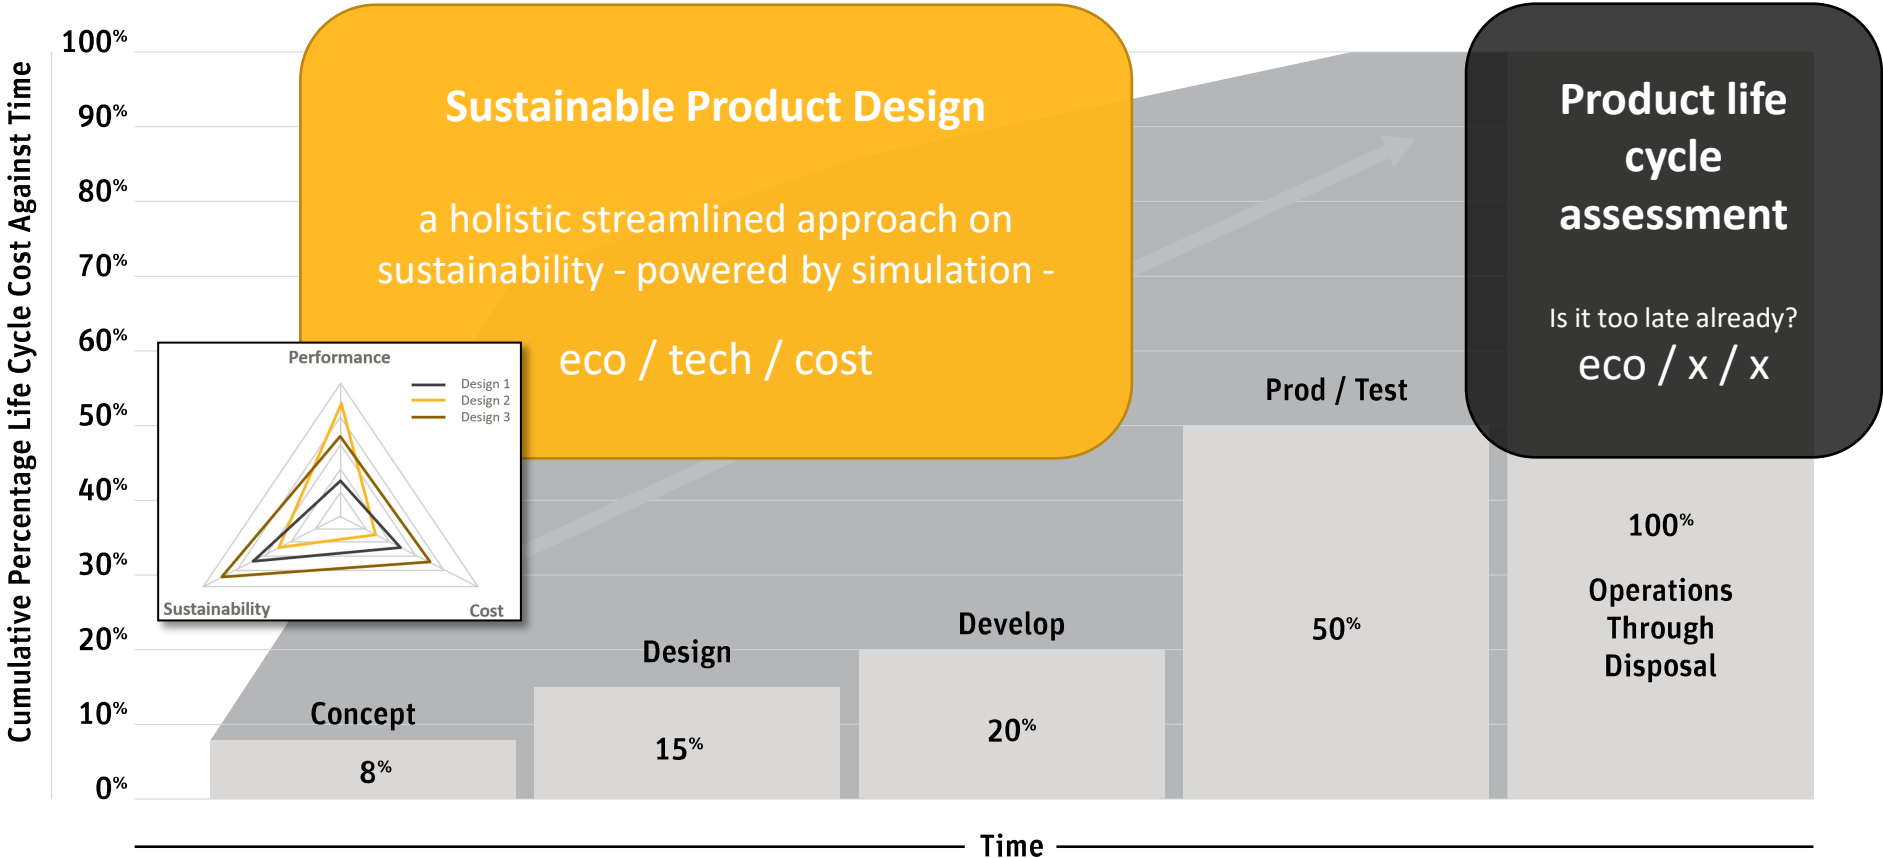 Cumulative Percentage Life Cycle Cost Against Time
100%
90%
80%
70%
60%
50%
40%
30%
20%
10%
0%
Sustainable Product Design
a holistic streamlined approach on
sustainability - powered by simulation -
eco / tech / cost
Product life
cycle
assessment
Is it too late already?
eco / x / x
Performance
Design 1
Design 2
Design 3
Sustainability
Cost
Concept
8%
Design
15%
Develop
20%
Prod / Test
50%
100%
Operations
Through
Disposal
Time